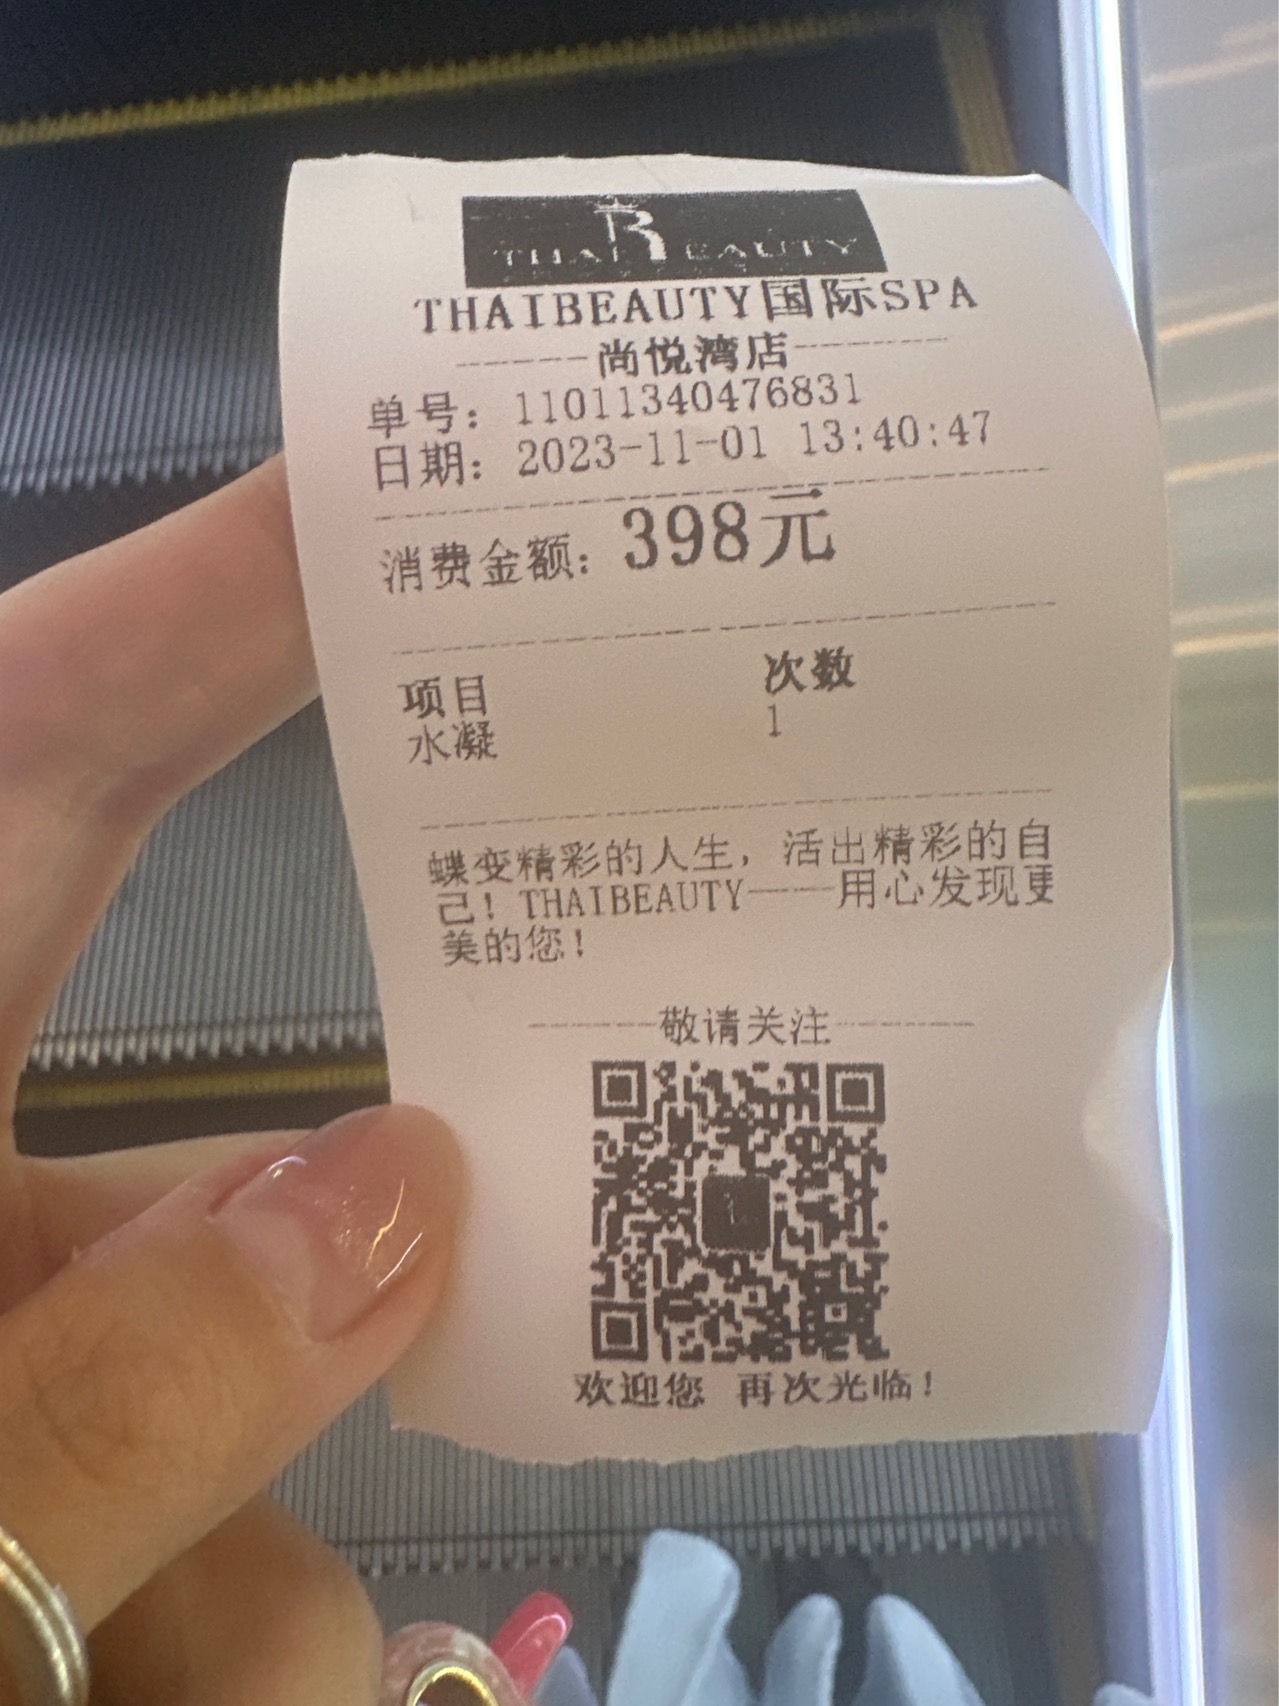 THAI BEAUTY
THAIBEAUTY国际SPA
------尚悦湾店--------
单号：11011340476831
日期：2023-11-01 13:40:47
消费金额：398元
项目 次数
水凝 1
蝶变精彩的人生，活出精彩的自
己！THAIBEAUTY——用心发现更
美的您！
------敬请关注------
欢迎您 再次光临！